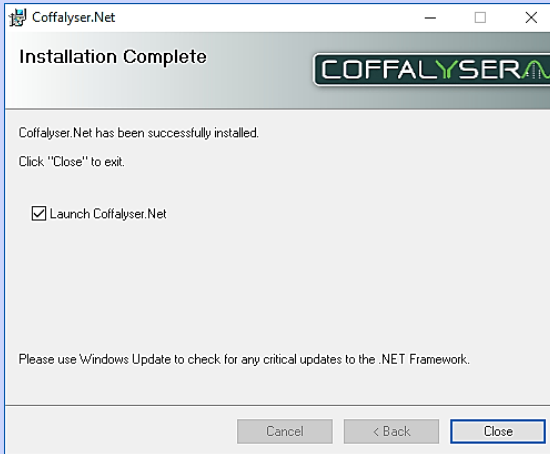 Coffalyser.Net
Installation Complete
COFFALYSER
Coffalyser.Net has been successfully installed.
Click "Close" to exit.
Launch Coffalyser.Net
Please use Windows Update to check for any critical updates to the .NET Framework.
Cancel
< Back
Close